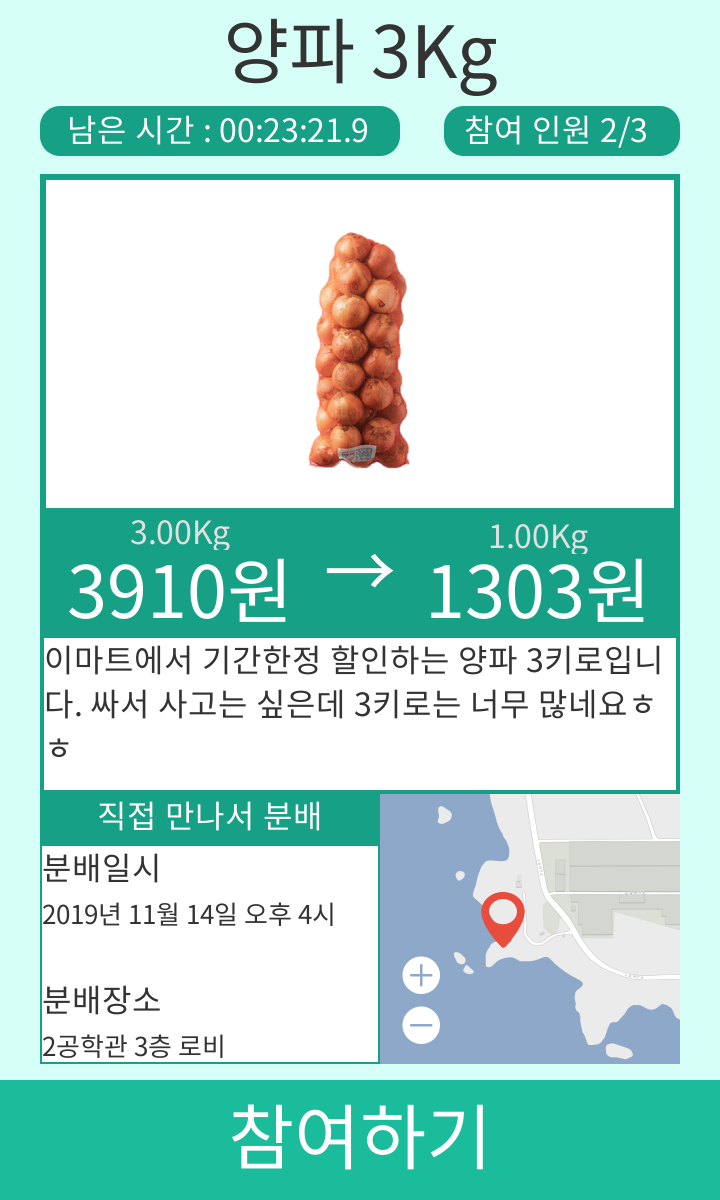 양파 3Kg
남은 시간 : 00:23:21.9
참여 인원 2/3
3.00Kg
1.00Kg
3910원 → 1303원
이마트에서 기간한정 할인하는 양파 3키로입니
다. 싸서 사고는 싶은데 3키로는 너무 많네요ㅎ
ㅎ
직접 만나서 분배
분배일시
2019년 11월 14일 오후 4시
분배장소
2공학관 3층 로비
참여하기